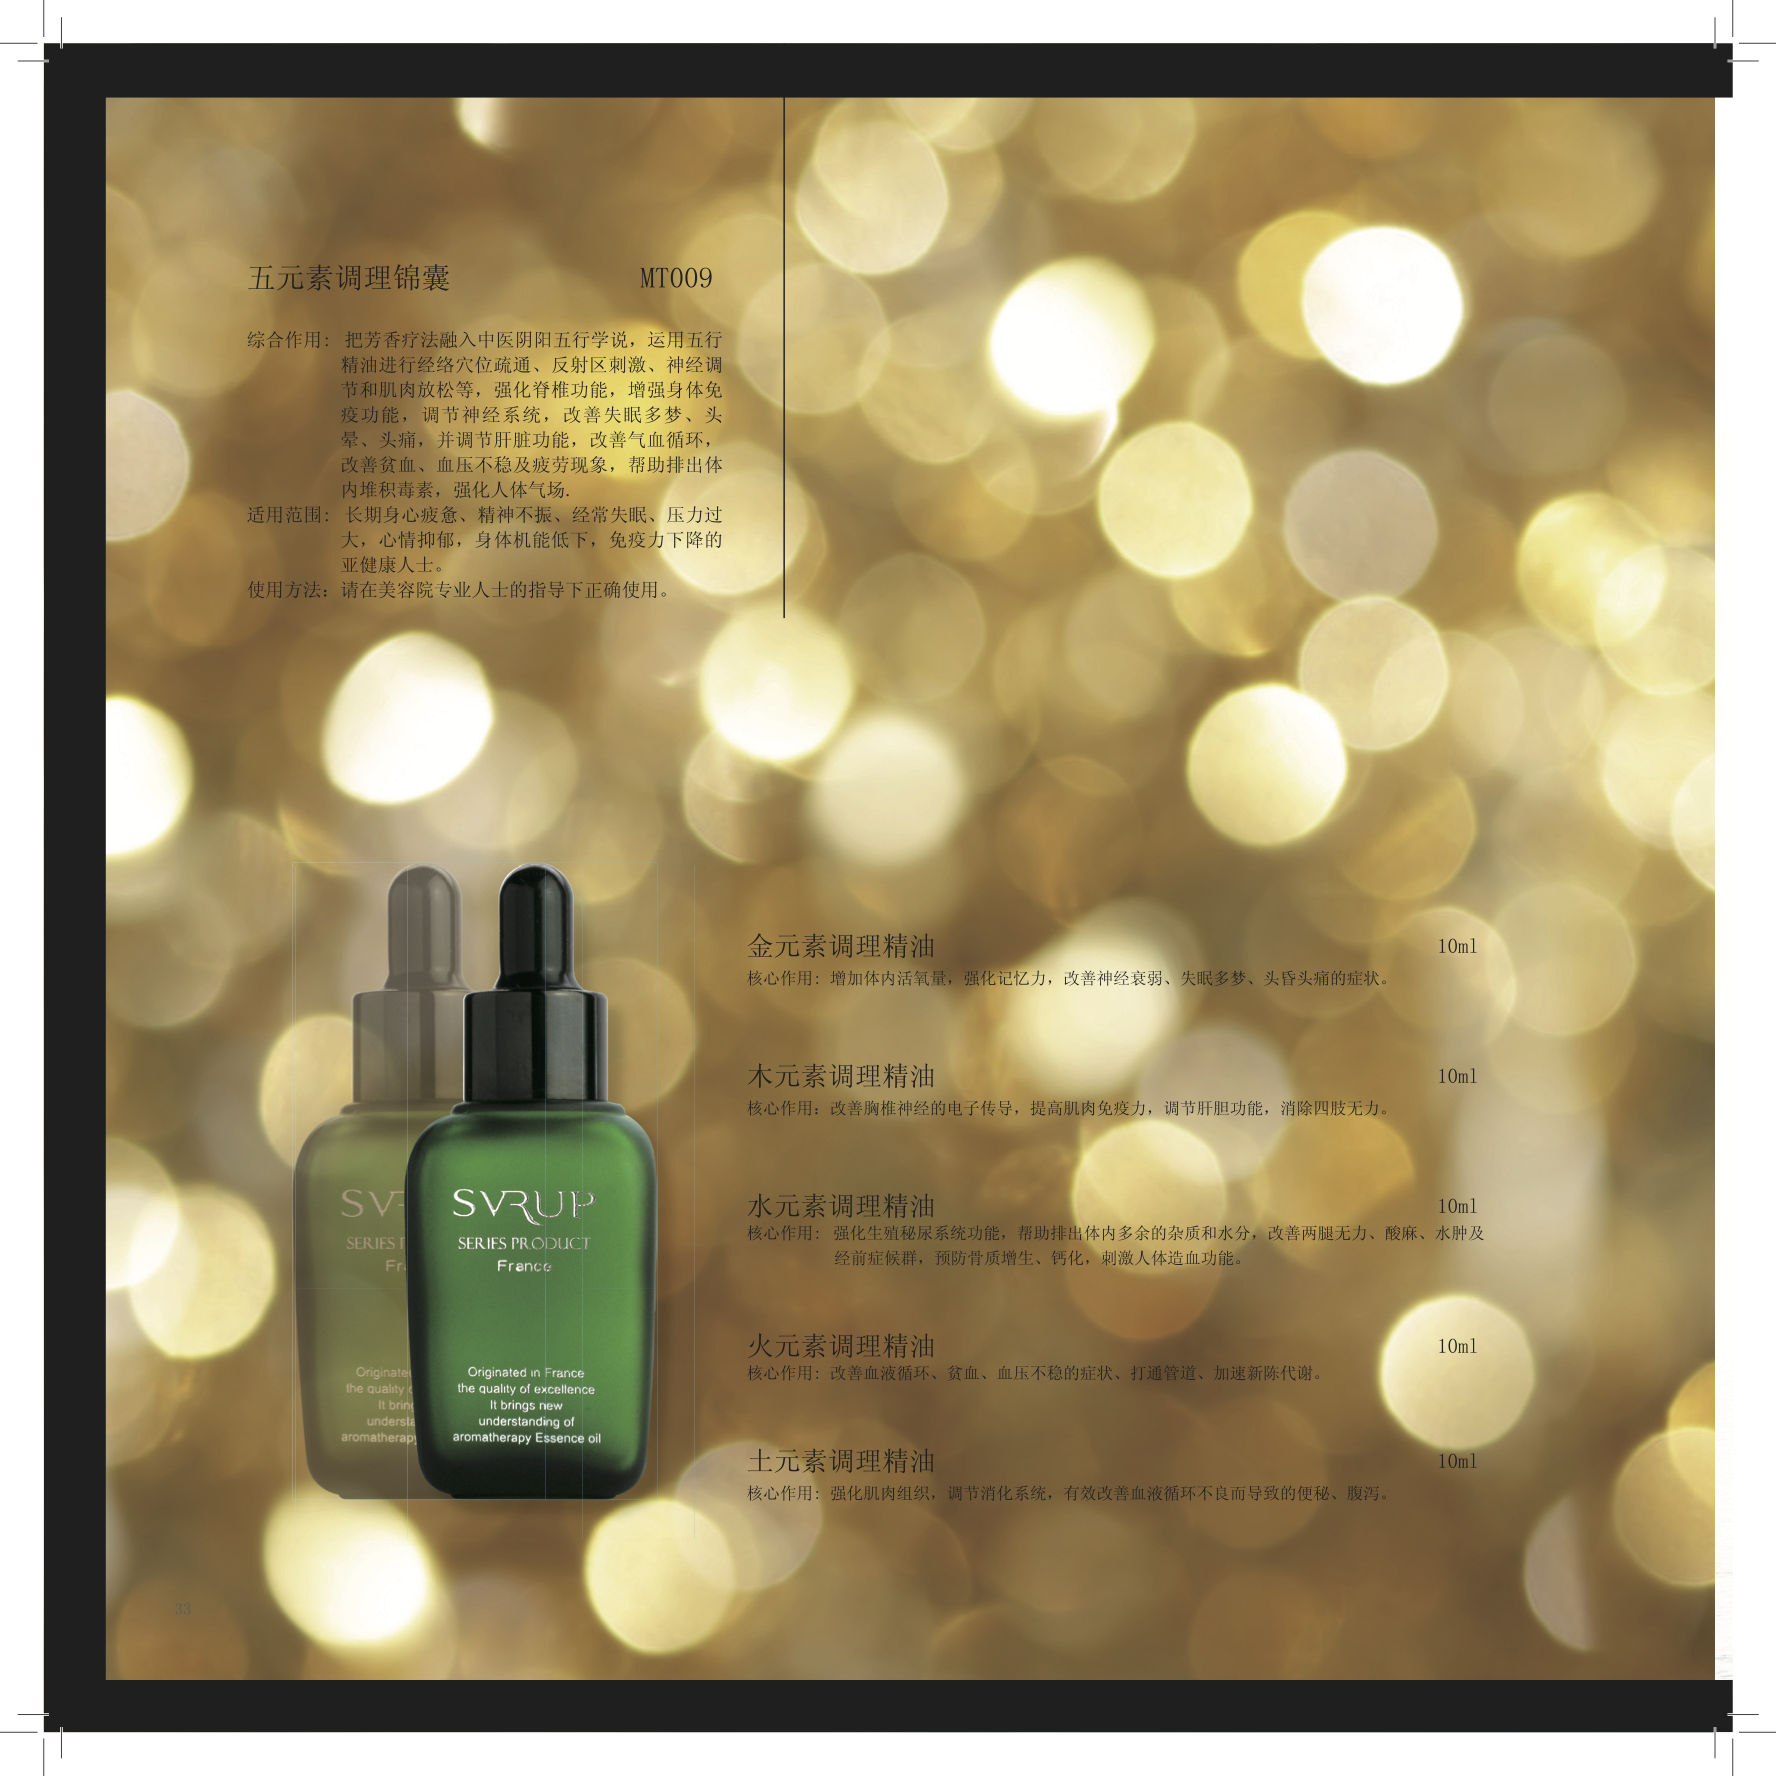 五元素调理锦囊 MT009
综合作用: 把芳香疗法融入中医阴阳五行学说，运用五行
精油进行经络穴位疏通、反射区刺激、神经调
节和肌肉放松等，强化脊椎功能，增强身体免
疫功能，调节神经系统，改善失眠多梦、头
晕、头痛，并调节肝脏功能，改善气血循环，
改善贫血、血压不稳及疲劳现象，帮助排出体
内堆积毒素，强化人体气场.
适用范围: 长期身心疲惫、精神不振、经常失眠、压力过
大，心情抑郁，身体机能低下，免疫力下降的
亚健康人士。
使用方法：请在美容院专业人士的指导下正确使用。
金元素调理精油 10ml
核心作用: 增加体内活氧量，强化记忆力，改善神经衰弱、失眠多梦、头昏头痛的症状。
木元素调理精油 10ml
核心作用：改善胸椎神经的电子传导，提高肌肉免疫力，调节肝胆功能，消除四肢无力。
水元素调理精油 10ml
核心作用: 强化生殖秘尿系统功能，帮助排出体内多余的杂质和水分，改善两腿无力、酸麻、水肿及
经前症候群，预防骨质增生、钙化，刺激人体造血功能。
火元素调理精油 10ml
核心作用: 改善血液循环、贫血、血压不稳的症状、打通管道、加速新陈代谢。
土元素调理精油 10ml
核心作用: 强化肌肉组织，调节消化系统，有效改善血液循环不良而导致的便秘、腹泻。
SV
SERIES P
Fra
Originated
the quality o
It bring
understa
aromatherapy
SVRUP
SERIES PRODUCT
France
Originated in France
the quality of excellence
It brings new
understanding of
aromatherapy Essence oil
33